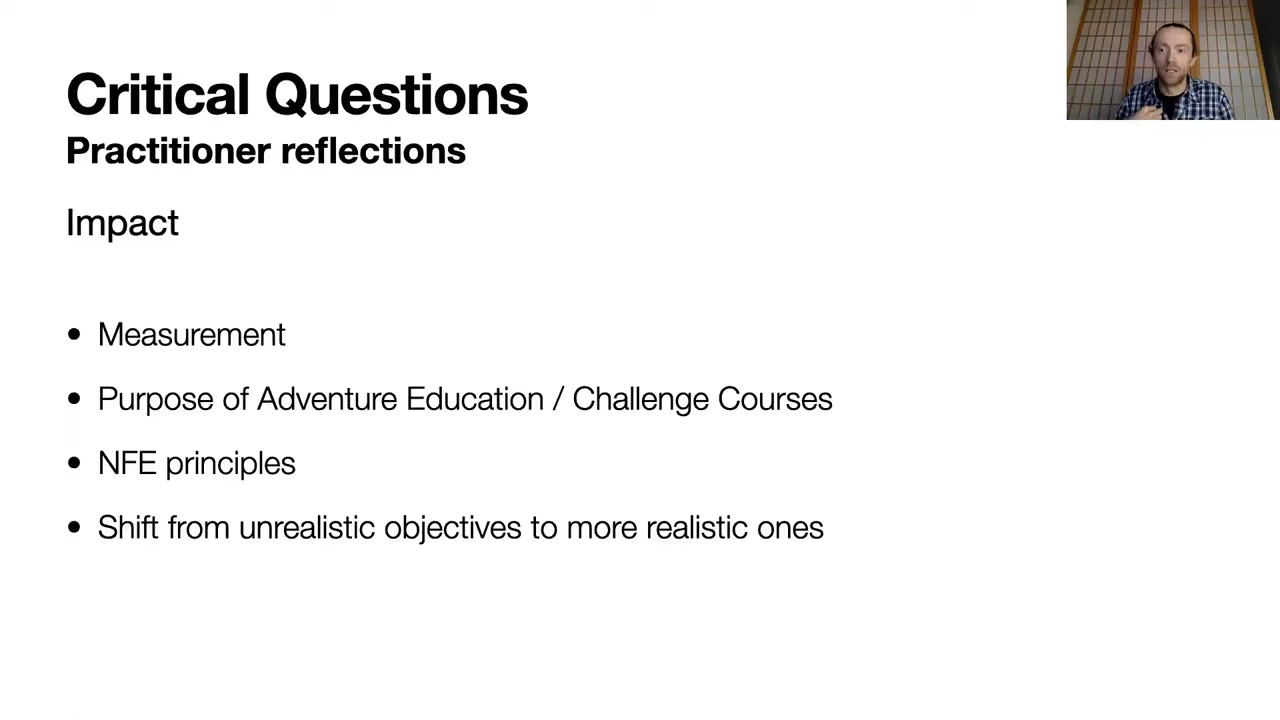 Critical Questions
Practitioner reflections
Impact
• Measurement
• Purpose of Adventure Education / Challenge Courses
• NFE principles
• Shift from unrealistic objectives to more realistic ones